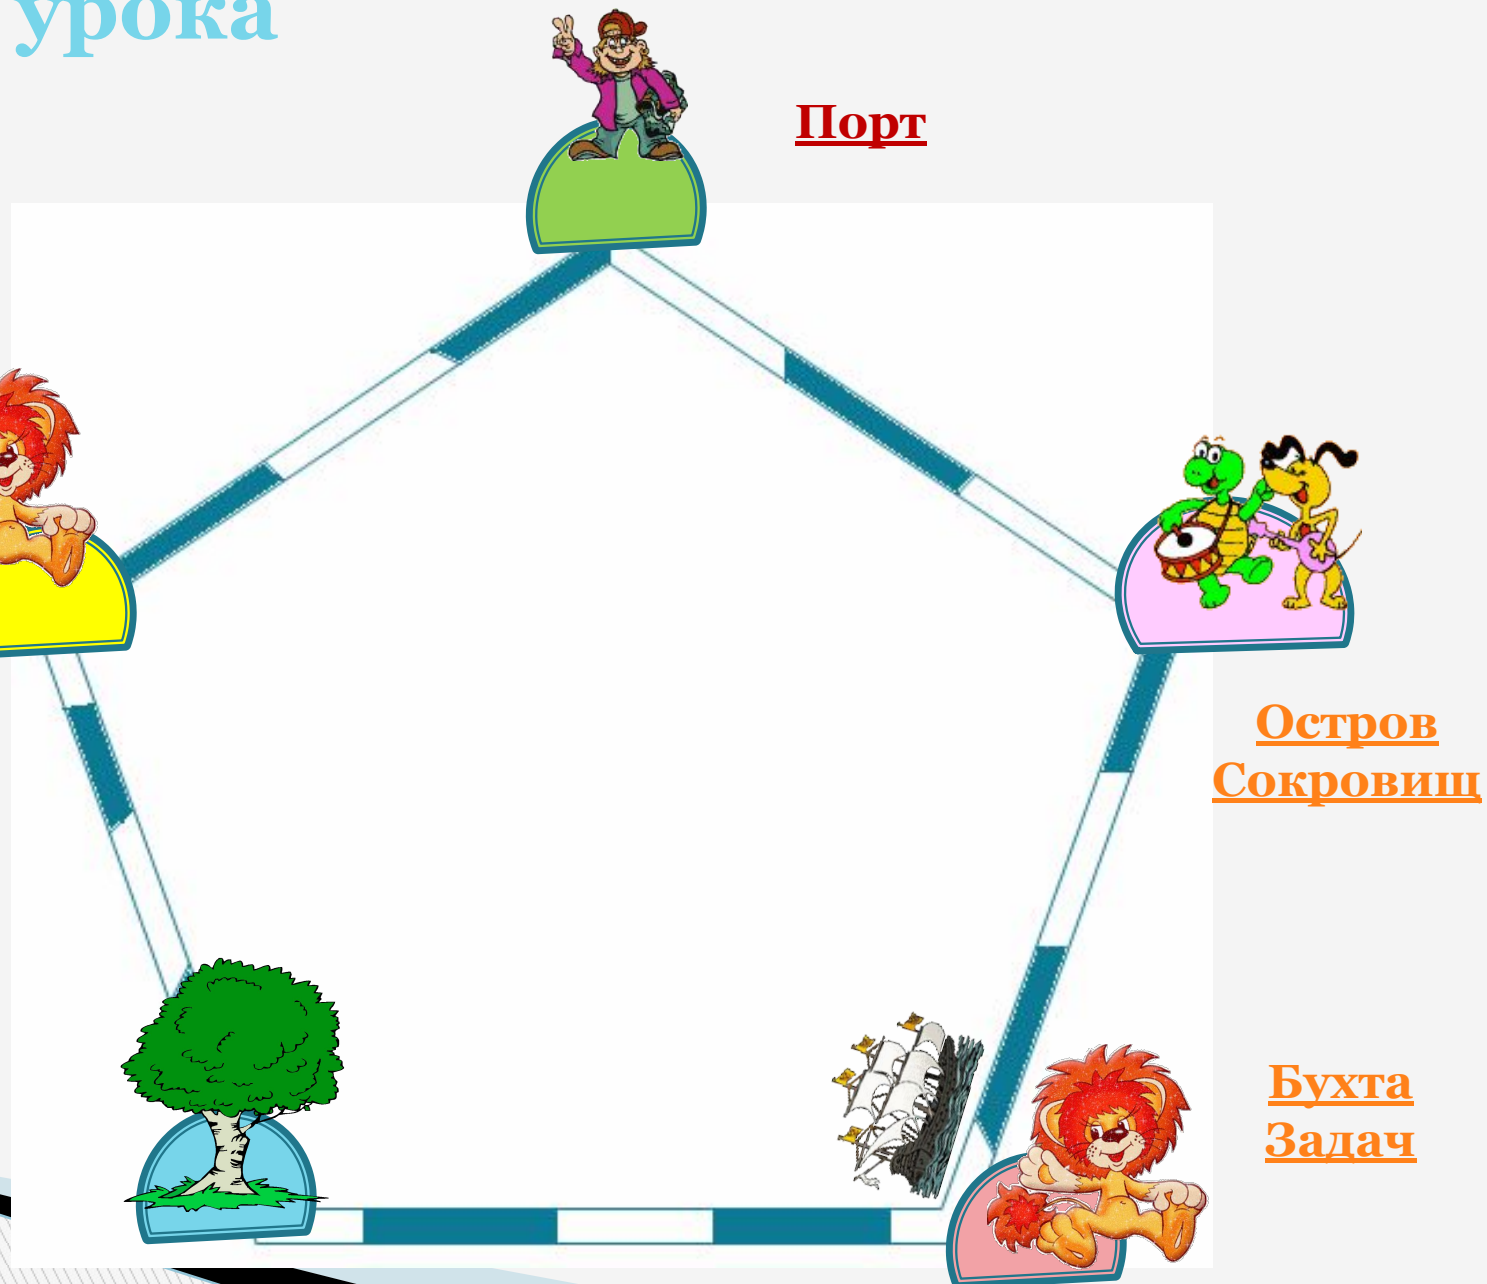 урока
Порт
Остров
Сокровищ
Бухта
Задач